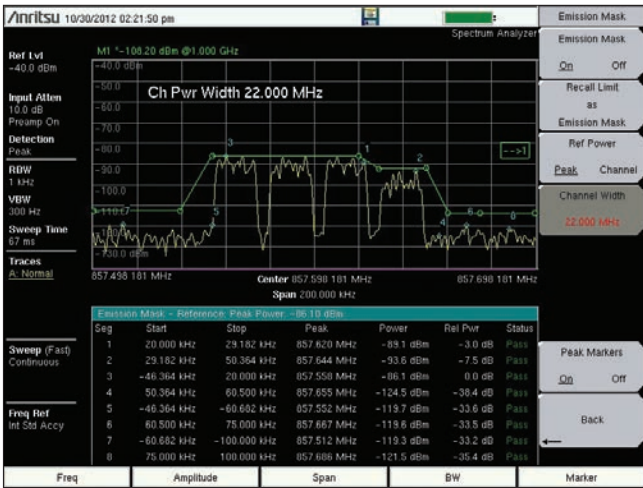 Anritsu 10/30/2012 02:21:50 pm
Spectrum Analyzer
M1 *-108.20 dBm @1.000 GHz
Ref Lvl
-40.0 dBm
Input Atten
10.0 dB
Preamp On
Detection
Peak
RBW
1 kHz
VBW
300 Hz
Sweep Time
67 ms
Traces
A: Normal
Sweep (Fast)
Continuous
Freq Ref
Int Std Accy
-40.0 dBm
-50.0
-60.0
-70.0
-80.0
-90.0
-100.0
-130.0 dBm
Ch Pwr Width 22.000 MHz
3
1
2
-->1
7
5
6
4
8
857.498 181 MHz
Center 857.598 181 MHz
857.698 181 MHz
Span 200.000 kHz
Emission Mask - Reference: Peak Power, -86.10 dBm
Seg Start Stop Peak Power Rel Pwr Status
1 20.000 kHz 29.182 kHz 857.620 MHz -89.1 dBm -3.0 dB Pass
2 29.182 kHz 50.364 kHz 857.644 MHz -93.6 dBm -7.5 dB Pass
3 -46.364 kHz 20.000 kHz 857.558 MHz -86.1 dBm 0.0 dB Pass
4 50.364 kHz 60.500 kHz 857.655 MHz -124.5 dBm -38.4 dB Pass
5 -46.364 kHz -60.682 kHz 857.552 MHz -119.7 dBm -33.6 dB Pass
6 60.500 kHz 75.000 kHz 857.667 MHz -119.6 dBm -33.5 dB Pass
7 -60.682 kHz -100.000 kHz 857.512 MHz -119.3 dBm -33.2 dB Pass
8 75.000 kHz 100.000 kHz 857.686 MHz -121.5 dBm -35.4 dB Pass
Emission Mask
Emission Mask
On Off
Recall Limit
as
Emission Mask
Ref Power
Peak Channel
Channel Width
22.000 MHz
Peak Markers
On Off
Back
Freq
Amplitude
Span
BW
Marker